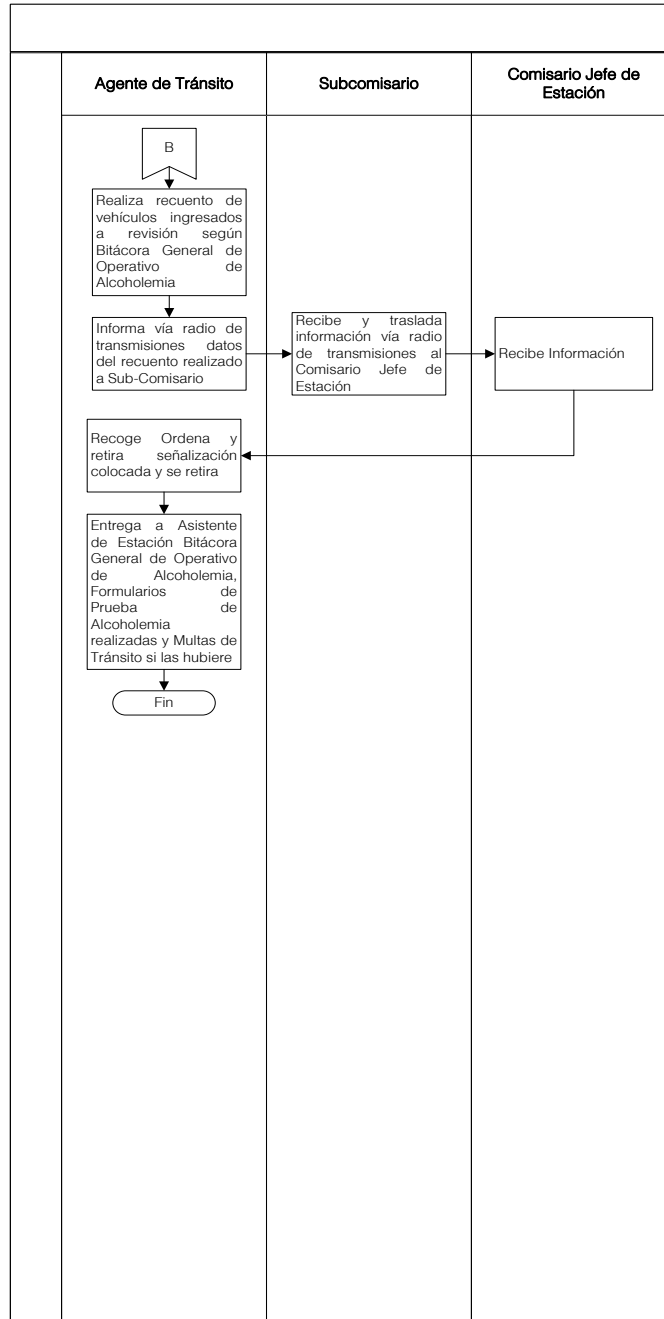 Agente de Tránsito
Subcomisario
Comisario Jefe de
Estación
B
Realiza recuento de
vehículos ingresados
a revisión según
Bitácora General de
Operativo de
Alcoholemia
Informa vía radio de
transmisiones datos
del recuento realizado
a Sub-Comisario
Recibe y traslada
información vía radio
de transmisiones al
Comisario Jefe de
Estación
Recibe Información
Recoge Ordena y
retira señalización
colocada y se retira
Entrega a Asistente
de Estación Bitácora
General de Operativo
de Alcoholemia,
Formularios de
Prueba de
Alcoholemia
realizadas y Multas de
Tránsito si las hubiere
Fin